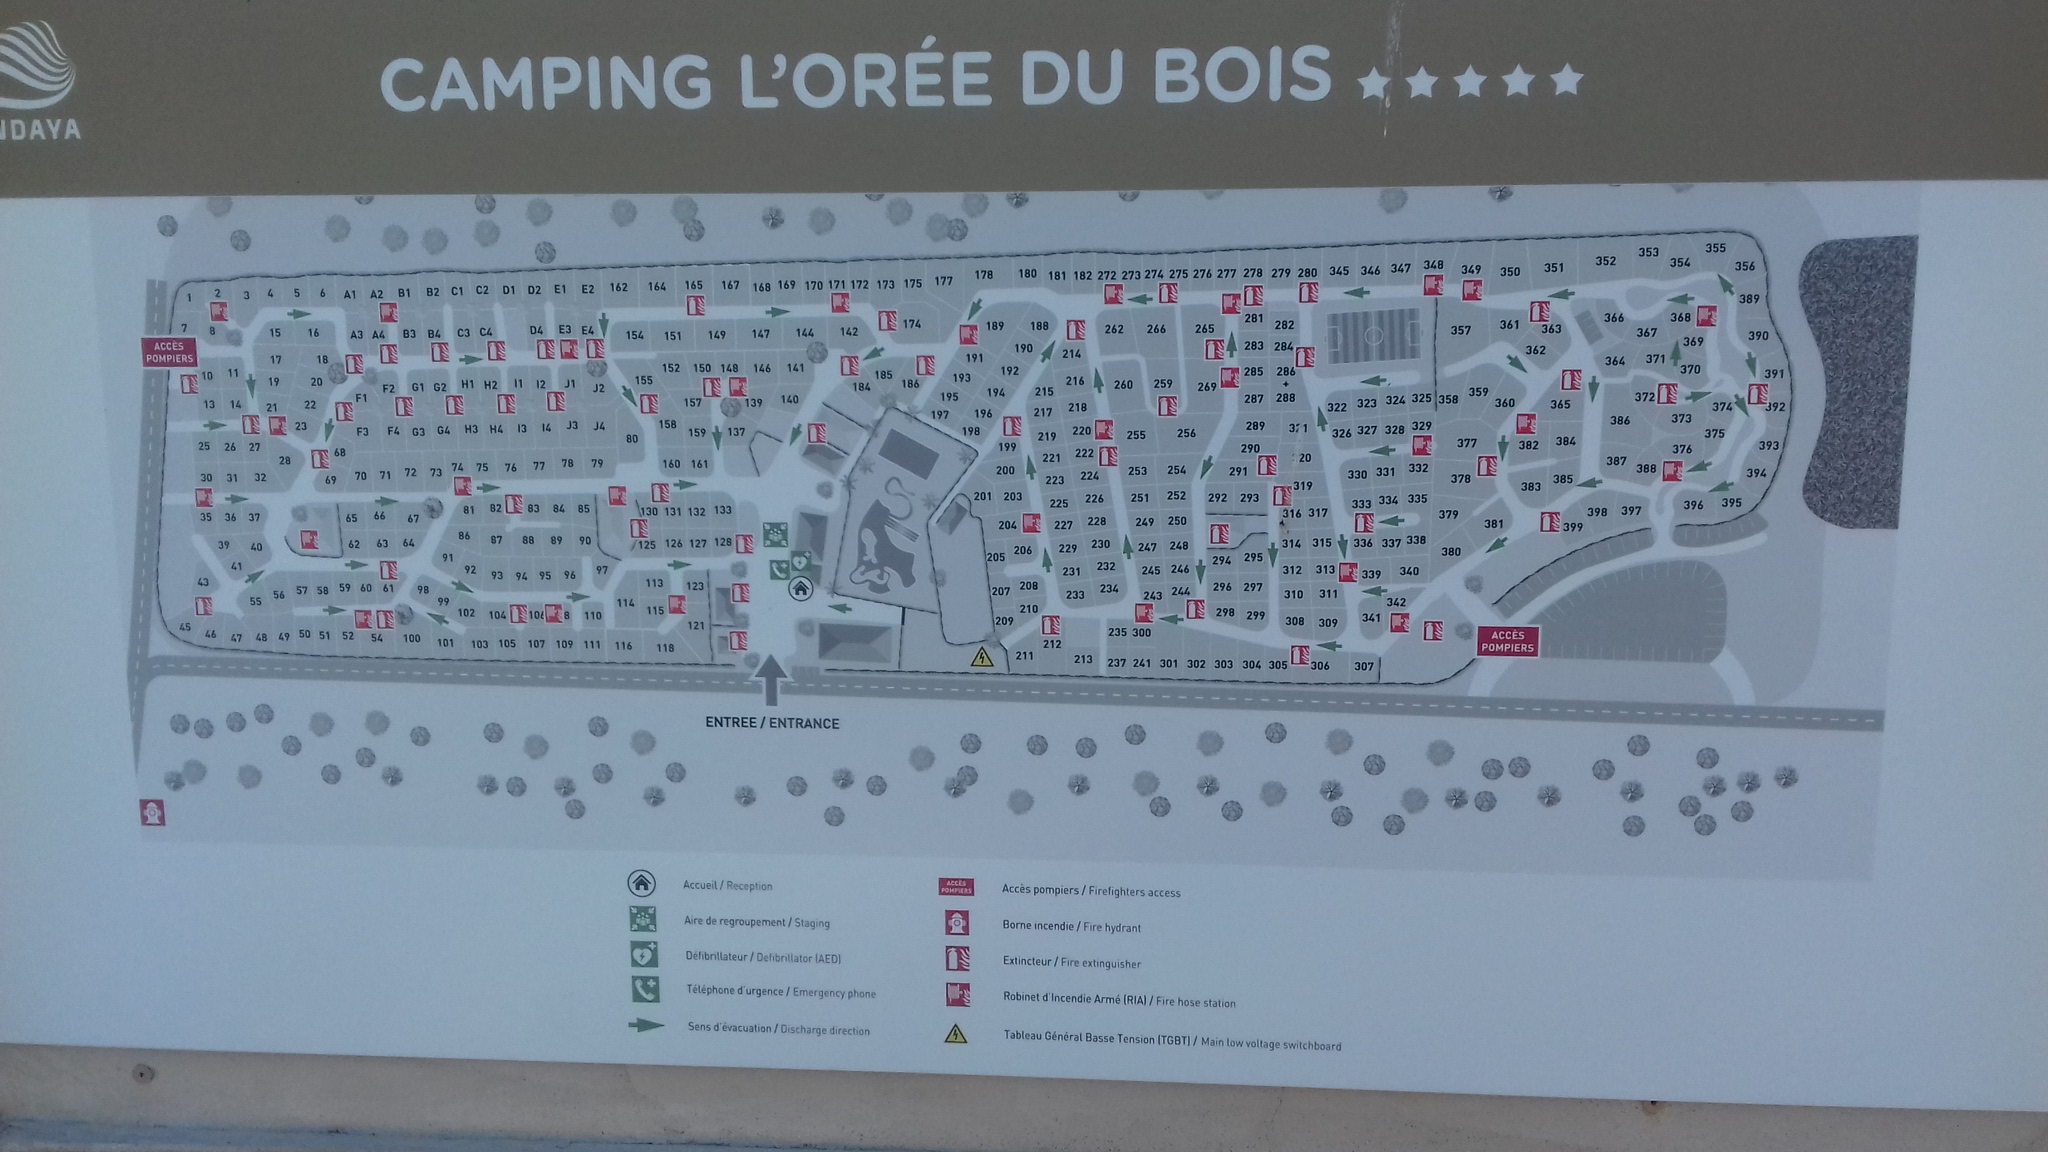 NDAYA
CAMPING L'ORÉE DU BOIS
178 180 181 182 272 273 274 275 276 277 278 279 280 345 346 347 348 349 350 351 352 353 354 355 356
1 2 3 4 5 6 A1 A2 B1 B2 C1 C2 D1 D2 E1 E2 162 164 165 167 168 169 170 171 172 173 175 177
7 8 15 16 A3 A4 B3 B4 C3 C4 D4 E3 E4 154 151 149 147 144 142 174 189 188 262 266 265 281 282 357 361 363 366 367 368 389 390
ACCÈS
POMPIERS
17 18 152 150 148 146 141 191 190 214 283 284 362 364 371 369
10 11 19 20 F2 G1 G2 H1 H2 I1 I2 J1 J2 155 184 185 186 193 192 216 260 259 269 285 286 + 370 391
13 14 21 22 F1 157 139 140 195 194 215 287 288 322 323 324 325 358 359 360 365 372 374 392
23 F3 F4 G3 G4 H3 H4 I3 I4 J3 J4 80 158 159 137 197 196 217 218 289 326 327 328 329 386 373 375
25 26 27 28 68 198 219 220 255 256 290 377 382 384 376 393
30 31 32 69 70 71 72 73 74 75 76 77 78 79 160 161 199 200 221 222 253 254 291 330 331 332 378 387 388 394
35 36 37 65 66 67 81 82 83 84 85 130 131 132 133 201 203 223 224 225 226 251 252 292 293 319 333 334 335 383 385 396 395
39 40 62 63 64 86 87 88 89 90 125 126 127 128 204 227 228 249 250 316 317 379 381 399 398 397
41 91 205 206 229 230 247 248 294 295 314 315 336 337 338 380
43 92 93 94 95 96 97 113 231 232 245 246 312 313 339 340
55 56 57 58 59 60 61 98 99 114 115 123 207 208 233 234 243 296 297 310 311 342
102 104 110 121 209 210 298 299 308 309 341
45 46 47 48 49 50 51 52 54 100 101 103 105 107 109 111 116 118 211 212 213 235 300 237 241 301 302 303 304 305 306 307
ACCÈS
POMPIERS
ENTREE / ENTRANCE
Accueil / Reception
Aire de regroupement / Staging
Défibrillateur / Defibrillator (AED)
Téléphone d'urgence / Emergency phone
Sens d'évacuation / Discharge direction
ACCÈS
POMPIERS
Accès pompiers / Firefighters access
Borne incendie / Fire hydrant
Extincteur / Fire extinguisher
Robinet d'Incendie Armé (RIA) / Fire hose station
Tableau Général Basse Tension (TGBT) / Main low voltage switchboard